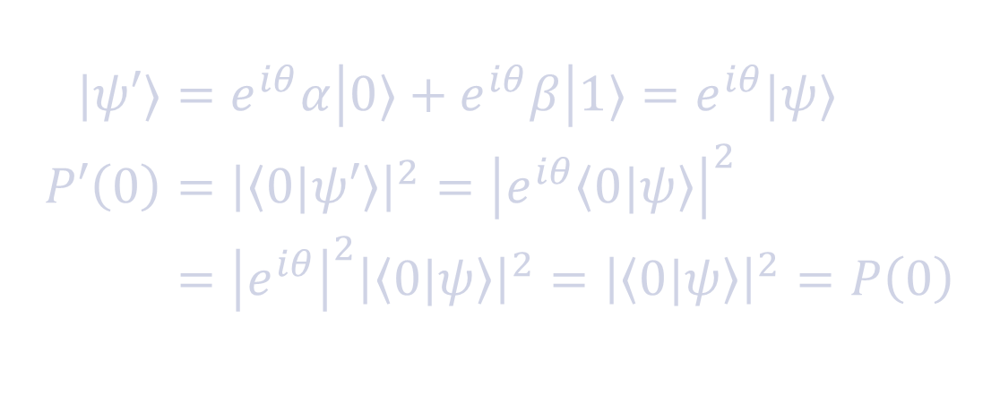 |ψ′⟩ = e^{iθ}α|0⟩ + e^{iθ}β|1⟩ = e^{iθ}|ψ⟩
P′(0) = |⟨0|ψ′⟩|² = |e^{iθ}⟨0|ψ⟩|²
= |e^{iθ}|²|⟨0|ψ⟩|² = |⟨0|ψ⟩|² = P(0)